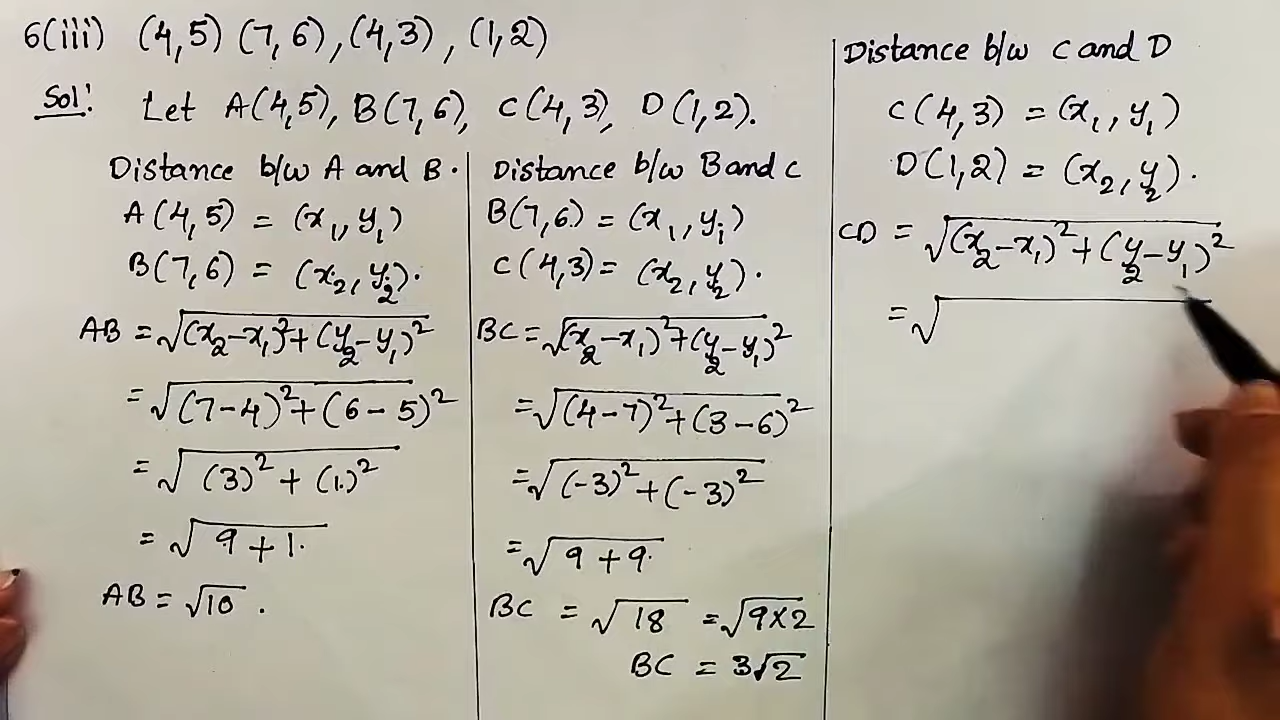 6(iii) (4,5) (7,6), (4,3), (1,2)
Sol: Let A(4,5), B(7,6), C(4,3), D(1,2).
Distance b/w A and B.
A(4,5) = (x₁, y₁)
B(7,6) = (x₂, y₂).
AB = √((x₂-x₁)²+(y₂-y₁)²)
= √((7-4)²+(6-5)²)
= √((3)²+(1)²)
= √(9+1)
AB = √10.
Distance b/w B and C
B(7,6) = (x₁, y₁)
C(4,3) = (x₂, y₂).
BC = √((x₂-x₁)²+(y₂-y₁)²)
= √((4-7)²+(3-6)²)
= √((-3)²+(-3)²)
= √(9+9)
BC = √18 = √(9×2)
BC = 3√2
Distance b/w C and D
C(4,3) = (x₁, y₁)
D(1,2) = (x₂, y₂).
CD = √((x₂-x₁)²+(y₂-y₁)²)
= √